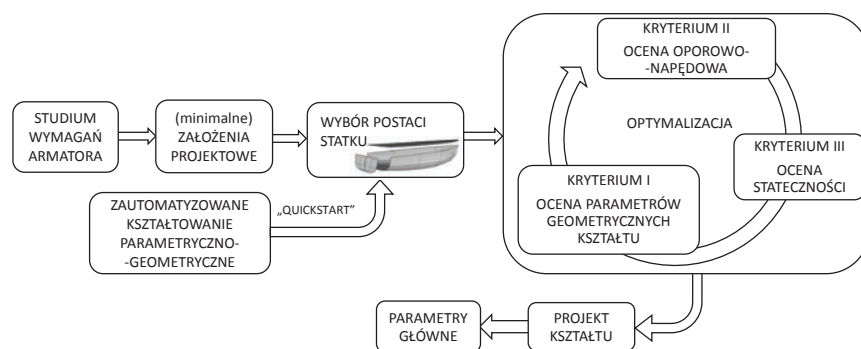 STUDIUM
WYMAGAŃ
ARMATORA
(minimalne)
ZAŁOŻENIA
PROJEKTOWE
WYBÓR POSTACI
STATKU
ZAUTOMATYZOWANE
KSZTAŁTOWANIE
PARAMETRYCZNO-
-GEOMETRYCZNE
„QUICKSTART”
KRYTERIUM II
OCENA OPOROWO-
-NAPĘDOWA
OPTYMALIZACJA
KRYTERIUM III
OCENA
STATECZNOŚCI
KRYTERIUM I
OCENA PARAMETRÓW
GEOMETRYCZNYCH
KSZTAŁTU
PARAMETRY
GŁÓWNE
PROJEKT
KSZTAŁTU